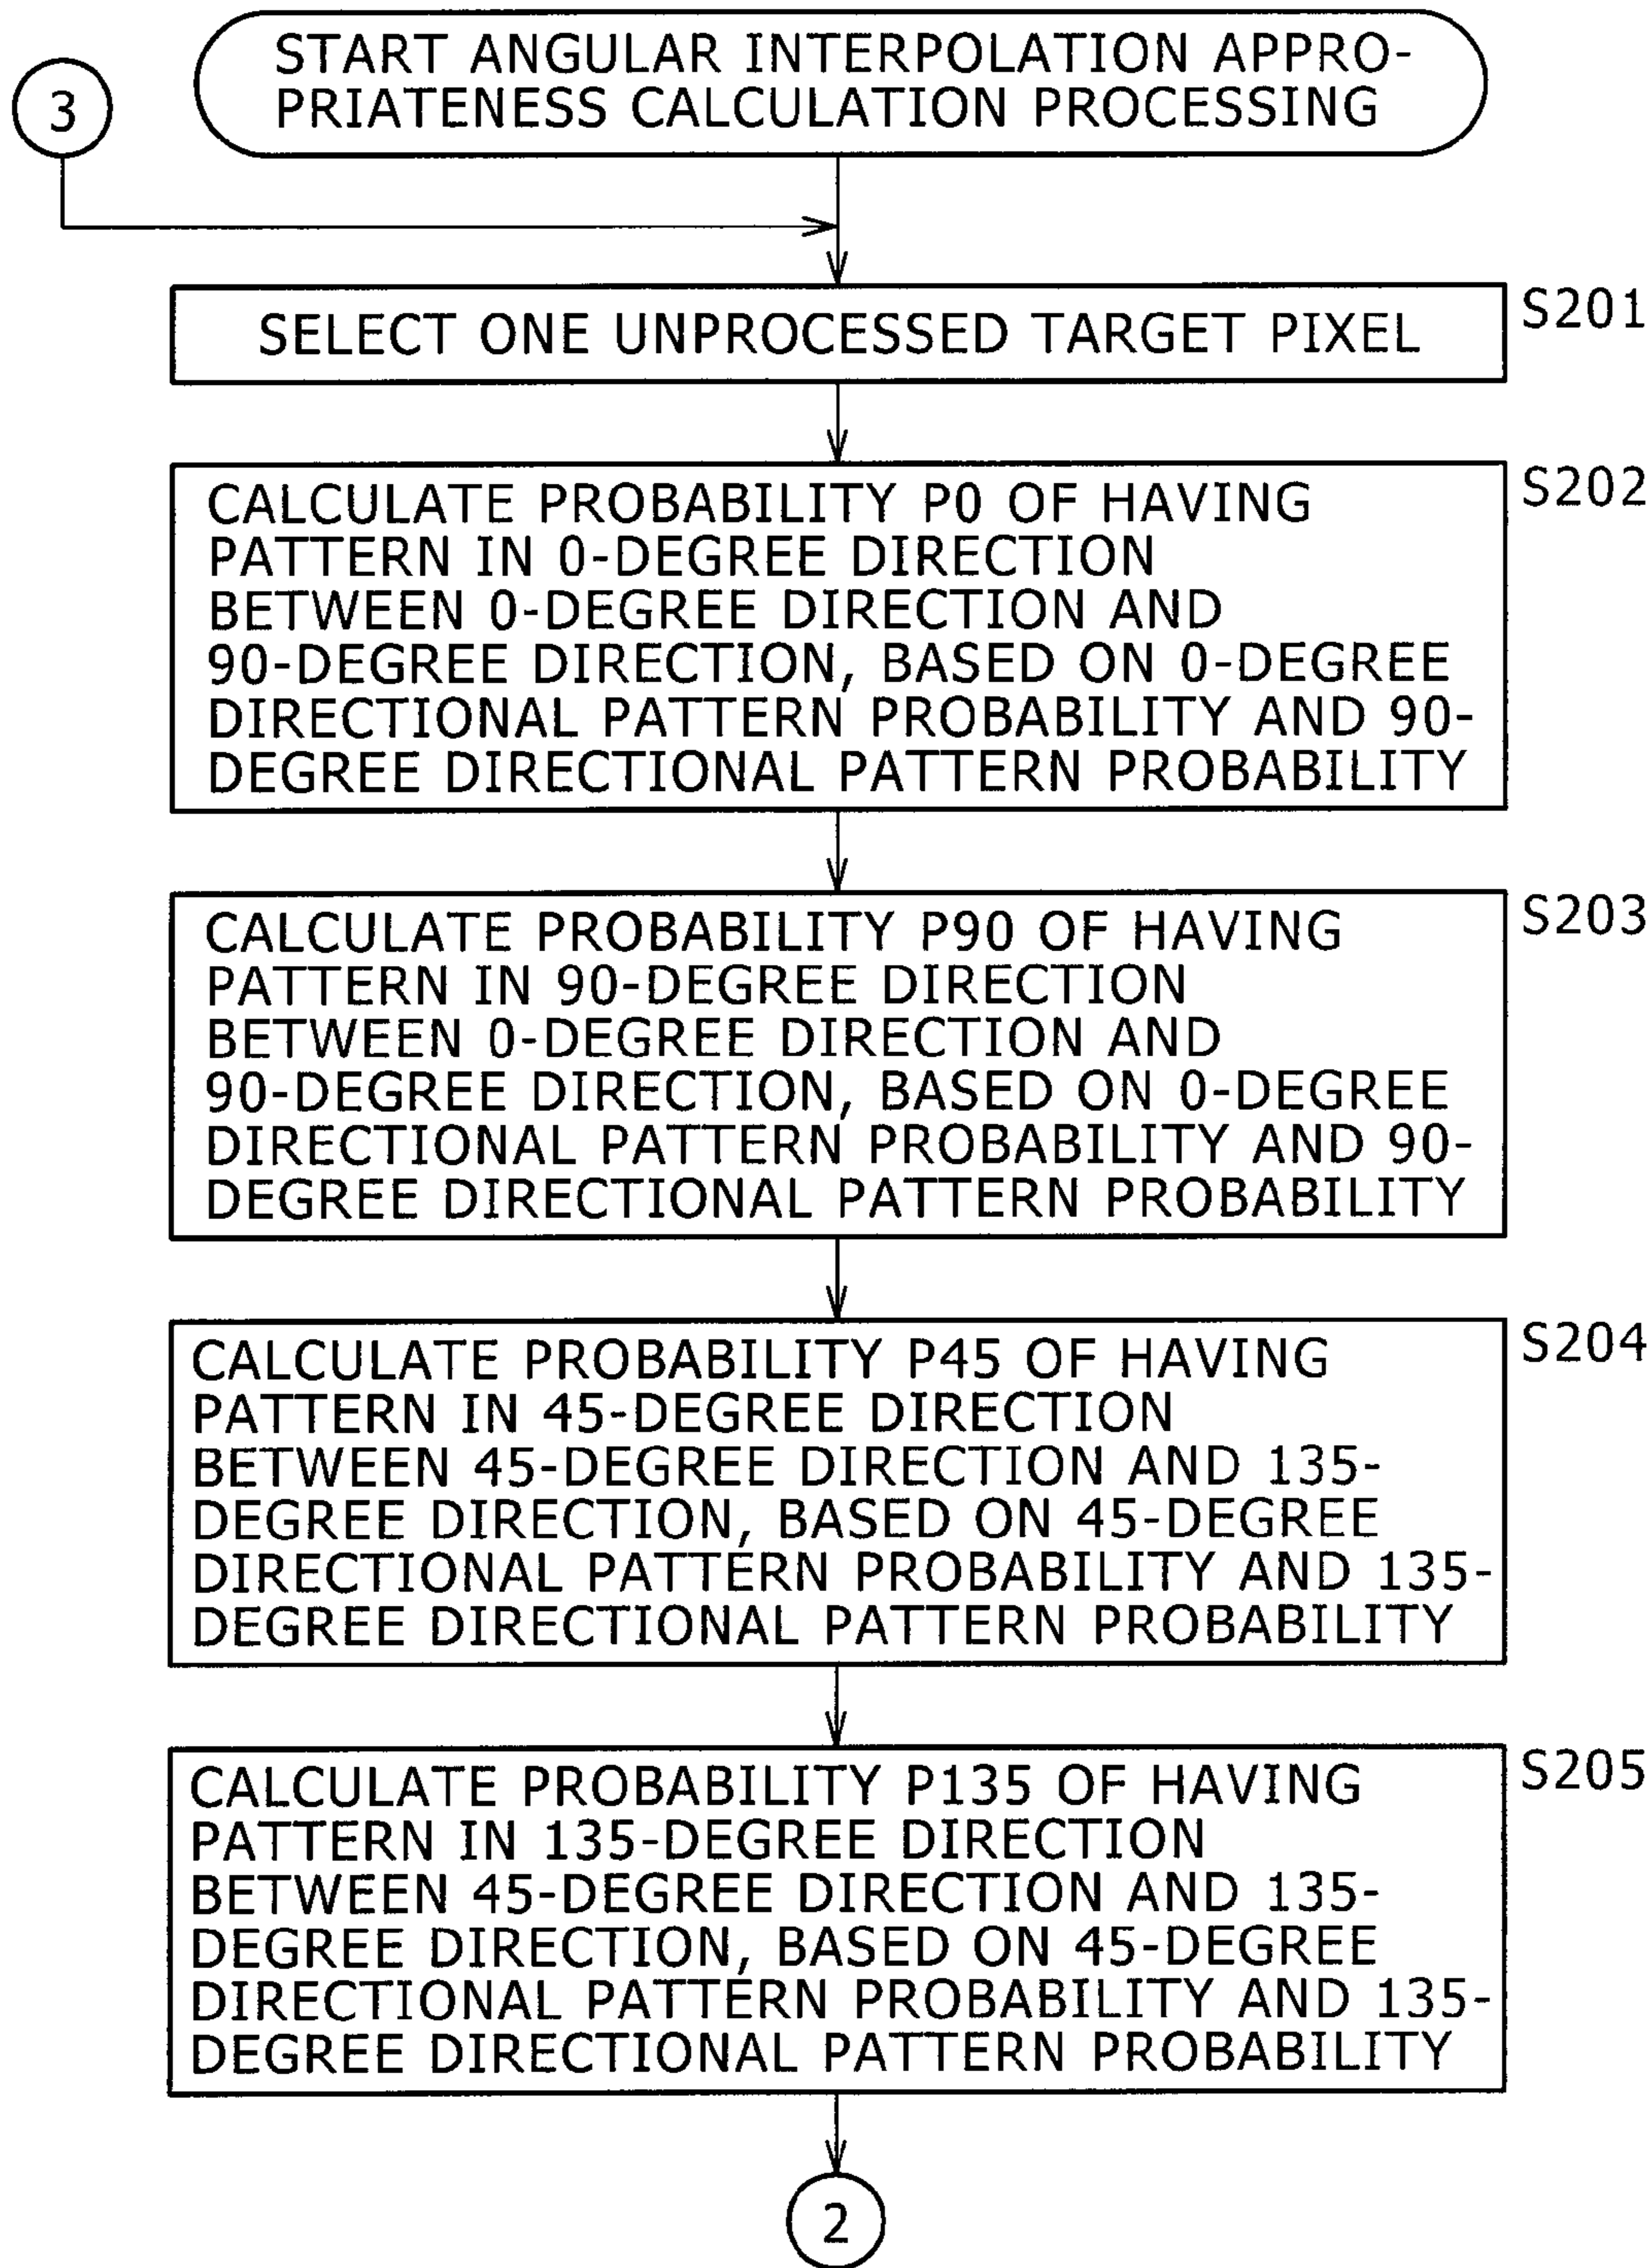 START ANGULAR INTERPOLATION APPRO-
PRIATENESS CALCULATION PROCESSING
3
SELECT ONE UNPROCESSED TARGET PIXEL
S201
CALCULATE PROBABILITY P0 OF HAVING
PATTERN IN 0-DEGREE DIRECTION
BETWEEN 0-DEGREE DIRECTION AND
90-DEGREE DIRECTION, BASED ON 0-DEGREE
DIRECTIONAL PATTERN PROBABILITY AND 90-
DEGREE DIRECTIONAL PATTERN PROBABILITY
S202
CALCULATE PROBABILITY P90 OF HAVING
PATTERN IN 90-DEGREE DIRECTION
BETWEEN 0-DEGREE DIRECTION AND
90-DEGREE DIRECTION, BASED ON 0-DEGREE
DIRECTIONAL PATTERN PROBABILITY AND 90-
DEGREE DIRECTIONAL PATTERN PROBABILITY
S203
CALCULATE PROBABILITY P45 OF HAVING
PATTERN IN 45-DEGREE DIRECTION
BETWEEN 45-DEGREE DIRECTION AND 135-
DEGREE DIRECTION, BASED ON 45-DEGREE
DIRECTIONAL PATTERN PROBABILITY AND 135-
DEGREE DIRECTIONAL PATTERN PROBABILITY
S204
CALCULATE PROBABILITY P135 OF HAVING
PATTERN IN 135-DEGREE DIRECTION
BETWEEN 45-DEGREE DIRECTION AND 135-
DEGREE DIRECTION, BASED ON 45-DEGREE
DIRECTIONAL PATTERN PROBABILITY AND 135-
DEGREE DIRECTIONAL PATTERN PROBABILITY
S205
2